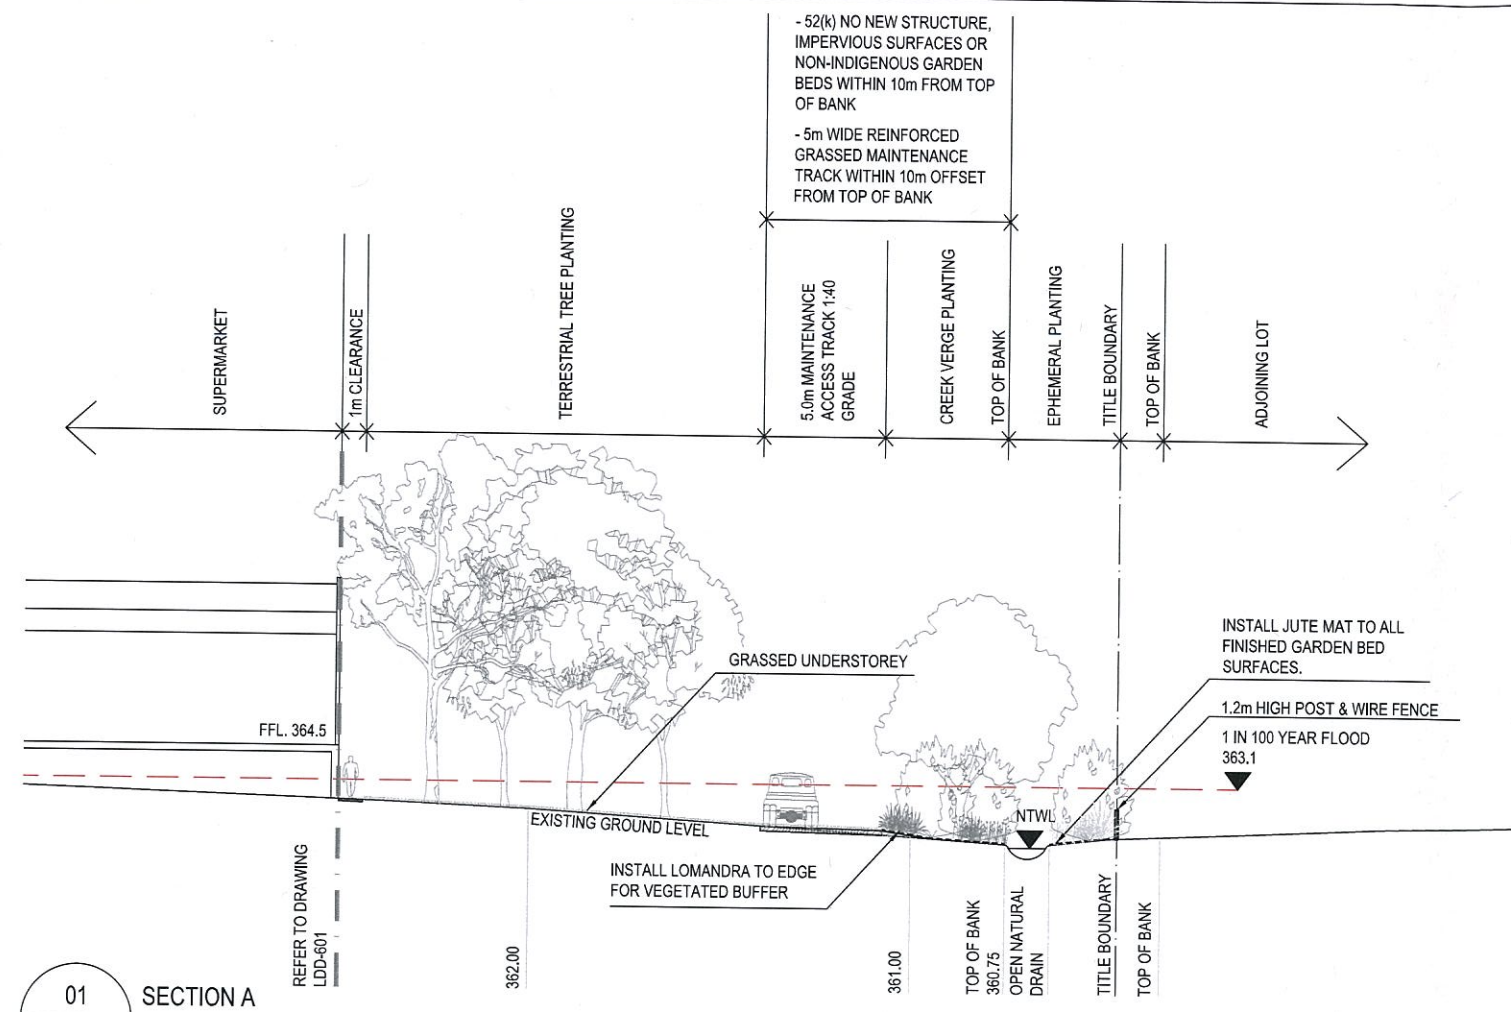 - 52(k) NO NEW STRUCTURE,
IMPERVIOUS SURFACES OR
NON-INDIGENOUS GARDEN
BEDS WITHIN 10m FROM TOP
OF BANK
- 5m WIDE REINFORCED
GRASSED MAINTENANCE
TRACK WITHIN 10m OFFSET
FROM TOP OF BANK
SUPERMARKET
1m CLEARANCE
TERRESTRIAL TREE PLANTING
5.0m MAINTENANCE
ACCESS TRACK 1:40
GRADE
CREEK VERGE PLANTING
TOP OF BANK
EPHEMERAL PLANTING
TITLE BOUNDARY
TOP OF BANK
ADJOINING LOT
INSTALL JUTE MAT TO ALL
FINISHED GARDEN BED
SURFACES.
GRASSED UNDERSTOREY
1.2m HIGH POST & WIRE FENCE
FFL. 364.5
1 IN 100 YEAR FLOOD
363.1
NTWL
EXISTING GROUND LEVEL
INSTALL LOMANDRA TO EDGE
FOR VEGETATED BUFFER
REFER TO DRAWING
LDD-601
362.00
361.00
TOP OF BANK
360.75
OPEN NATURAL
DRAIN
TITLE BOUNDARY
TOP OF BANK
01
SECTION A